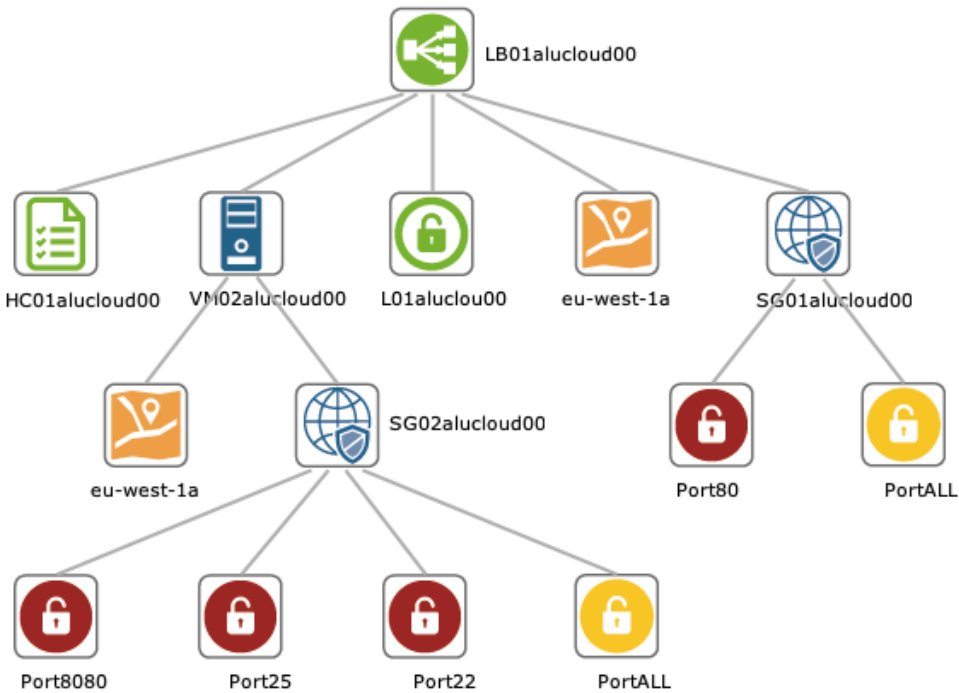 LB01alucloud00
HC01alucloud00
VM02alucloud00
L01aluclou00
eu-west-1a
SG01alucloud00
eu-west-1a
SG02alucloud00
Port80
PortALL
Port8080
Port25
Port22
PortALL